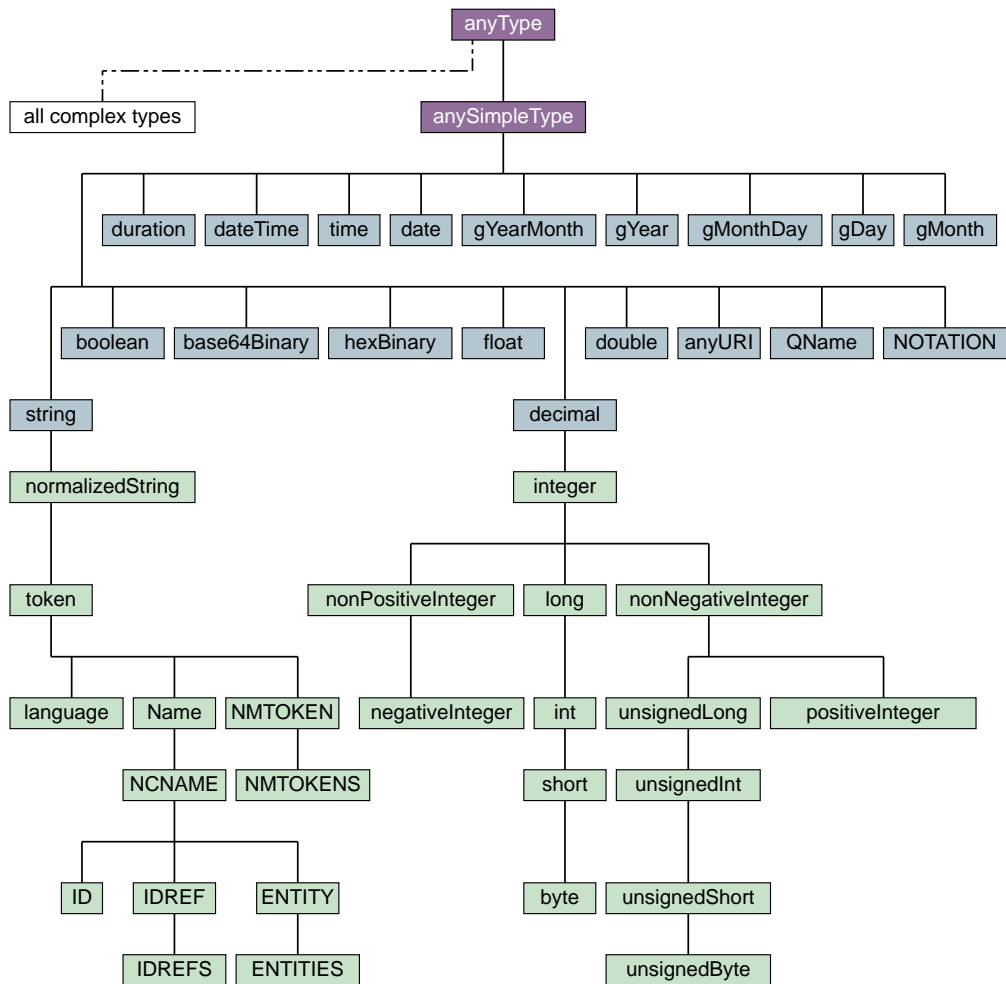 anyType
all complex types
anySimpleType
duration
dateTime
time
date
gYearMonth
gYear
gMonthDay
gDay
gMonth
boolean
base64Binary
hexBinary
float
double
anyURI
QName
NOTATION
string
decimal
normalizedString
integer
token
nonPositiveInteger
long
nonNegativeInteger
language
Name
NMTOKEN
negativeInteger
int
unsignedLong
positiveInteger
NCNAME
NMTOKENS
short
unsignedInt
ID
IDREF
ENTITY
byte
unsignedShort
IDREFS
ENTITIES
unsignedByte